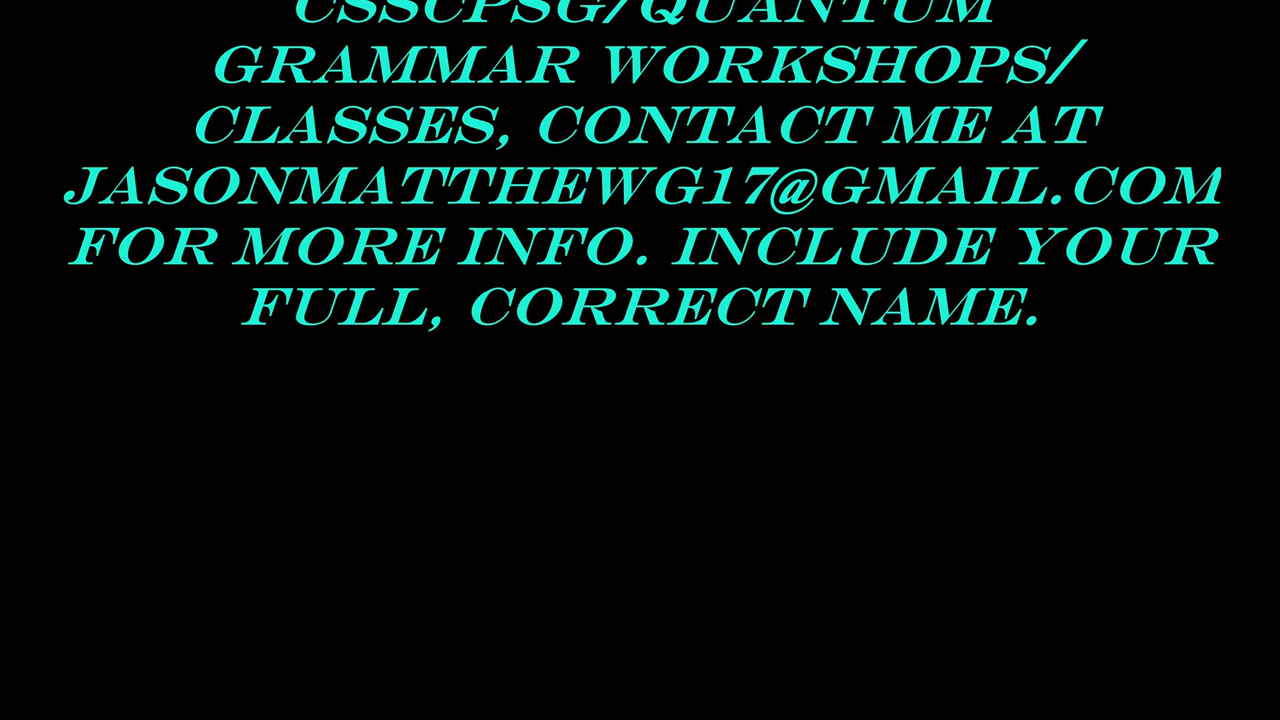 CSSCPSG/QUANTUM
GRAMMAR WORKSHOPS/
CLASSES, CONTACT ME AT
JASONMATTHEWG17@GMAIL.COM
FOR MORE INFO. INCLUDE YOUR
FULL, CORRECT NAME.